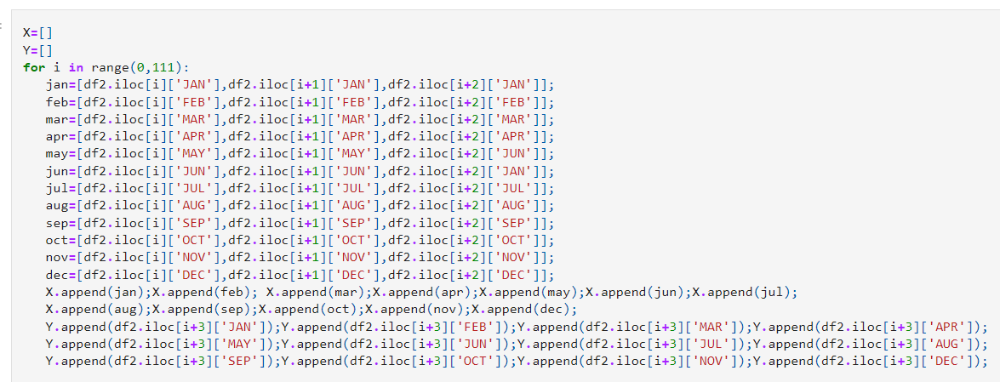 X=[]
Y=[]
for i in range(0,111):
   jan=[df2.iloc[i]['JAN'],df2.iloc[i+1]['JAN'],df2.iloc[i+2]['JAN']];
   feb=[df2.iloc[i]['FEB'],df2.iloc[i+1]['FEB'],df2.iloc[i+2]['FEB']];
   mar=[df2.iloc[i]['MAR'],df2.iloc[i+1]['MAR'],df2.iloc[i+2]['MAR']];
   apr=[df2.iloc[i]['APR'],df2.iloc[i+1]['APR'],df2.iloc[i+2]['APR']];
   may=[df2.iloc[i]['MAY'],df2.iloc[i+1]['MAY'],df2.iloc[i+2]['JUN']];
   jun=[df2.iloc[i]['JUN'],df2.iloc[i+1]['JUN'],df2.iloc[i+2]['JAN']];
   jul=[df2.iloc[i]['JUL'],df2.iloc[i+1]['JUL'],df2.iloc[i+2]['JUL']];
   aug=[df2.iloc[i]['AUG'],df2.iloc[i+1]['AUG'],df2.iloc[i+2]['AUG']];
   sep=[df2.iloc[i]['SEP'],df2.iloc[i+1]['SEP'],df2.iloc[i+2]['SEP']];
   oct=[df2.iloc[i]['OCT'],df2.iloc[i+1]['OCT'],df2.iloc[i+2]['OCT']];
   nov=[df2.iloc[i]['NOV'],df2.iloc[i+1]['NOV'],df2.iloc[i+2]['NOV']];
   dec=[df2.iloc[i]['DEC'],df2.iloc[i+1]['DEC'],df2.iloc[i+2]['DEC']];
   X.append(jan);X.append(feb); X.append(mar);X.append(apr);X.append(may);X.append(jun);X.append(jul);
   X.append(aug);X.append(sep);X.append(oct);X.append(nov);X.append(dec);
   Y.append(df2.iloc[i+3]['JAN']);Y.append(df2.iloc[i+3]['FEB']);Y.append(df2.iloc[i+3]['MAR']);Y.append(df2.iloc[i+3]['APR']);
   Y.append(df2.iloc[i+3]['MAY']);Y.append(df2.iloc[i+3]['JUN']);Y.append(df2.iloc[i+3]['JUL']);Y.append(df2.iloc[i+3]['AUG']);
   Y.append(df2.iloc[i+3]['SEP']);Y.append(df2.iloc[i+3]['OCT']);Y.append(df2.iloc[i+3]['NOV']);Y.append(df2.iloc[i+3]['DEC']);